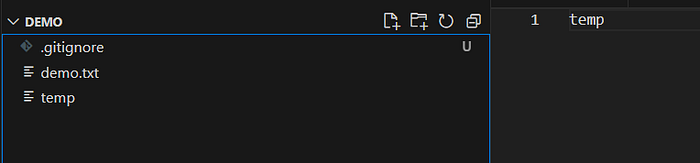 DEMO
.gitignore U
demo.txt
temp
1 temp